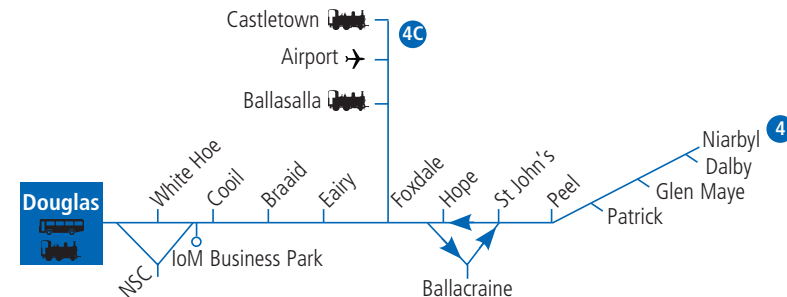 Castletown
4C
Airport
Ballasalla
Douglas
White Hoe
Cooil
Braaid
Eairy
Foxdale
Hope
St John's
Peel
Niarbyl
4
Dalby
Glen Maye
Patrick
NSC
IoM Business Park
Ballacraine